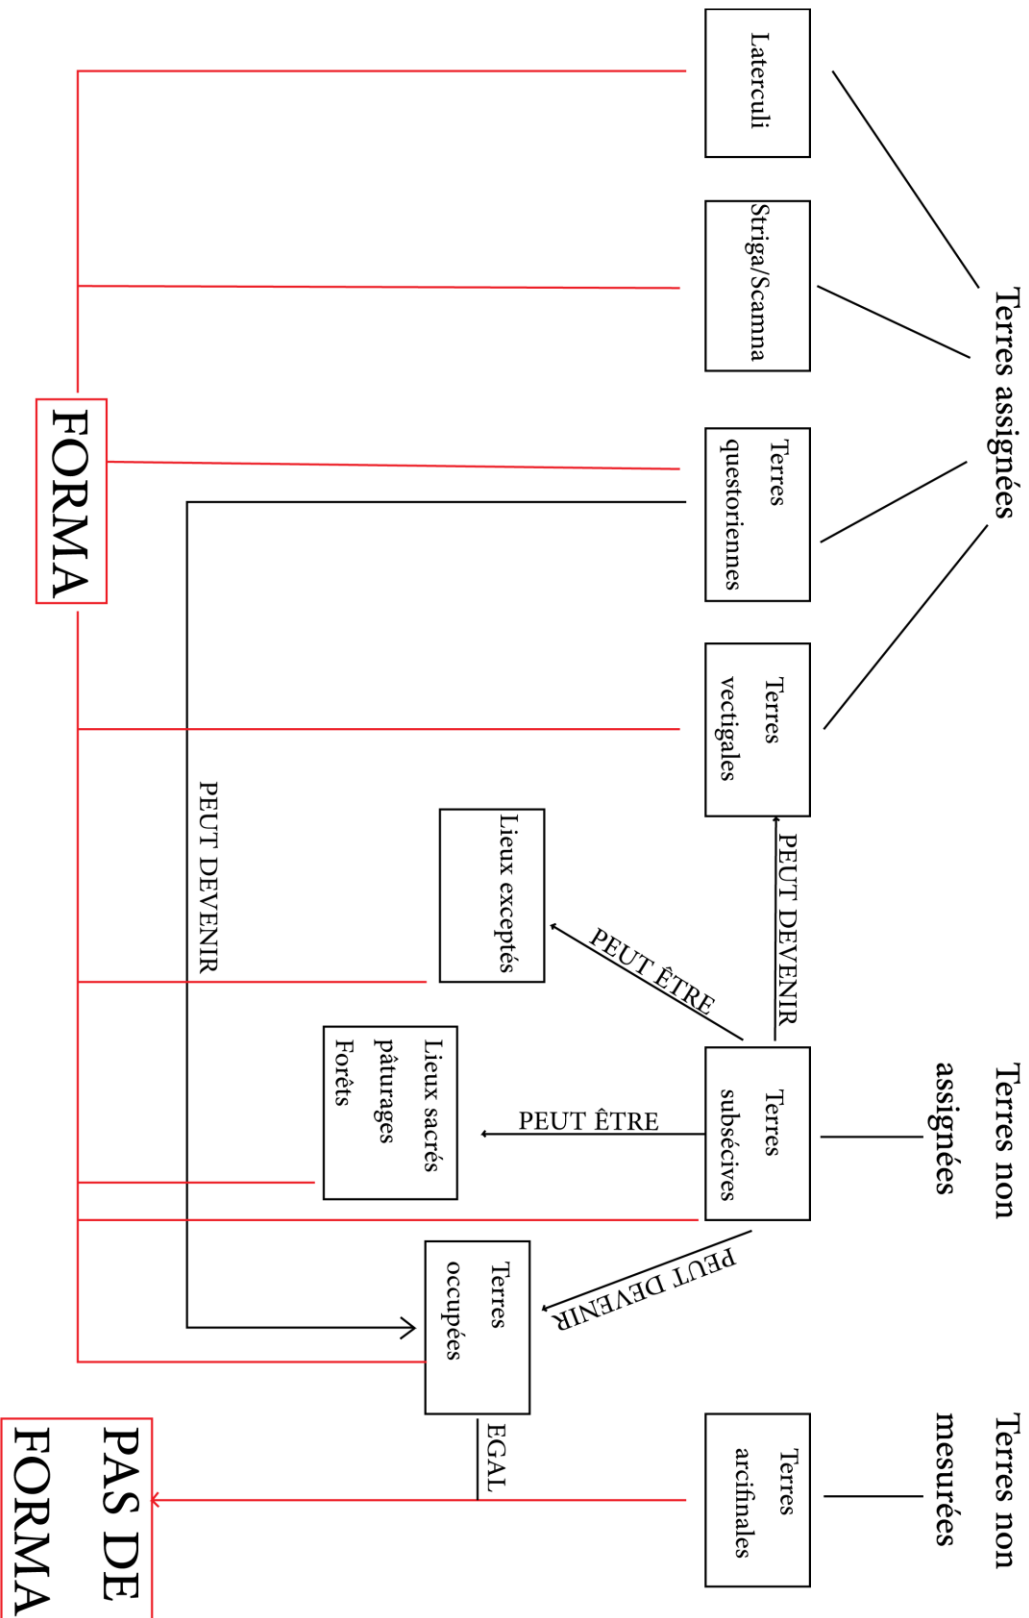 Terres assignées
Terres non
assignées
Terres non
mesurées
Laterculi
Striga/Scamna
Terres
questoriennes
Terres
vectigales
PEUT DEVENIR
Terres
subsécives
Terres
arcifinales
PEUT ÊTRE
PEUT ÊTRE
PEUT DEVENIR
Lieux exceptés
Lieux sacrés
pâturages
Forêts
Terres
occupées
EGAL
PEUT DEVENIR
FORMA
PAS DE
FORMA